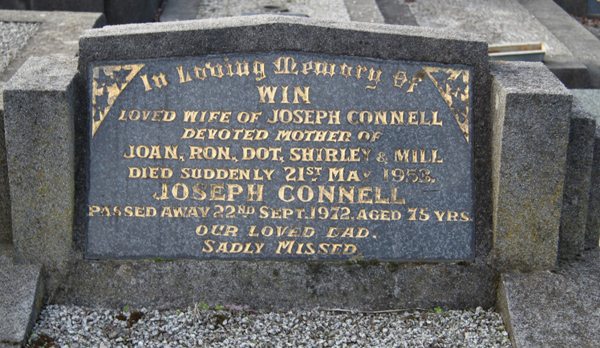 In Loving Memory Of
WIN
LOVED WIFE OF JOSEPH CONNELL
DEVOTED MOTHER OF
JOAN, RON, DOT, SHIRLEY & MILL
DIED SUDDENLY 21ST MAY 1953.
JOSEPH CONNELL
PASSED AWAY 22ND SEPT. 1972, AGED 75 YRS.
OUR LOVED DAD.
SADLY MISSED